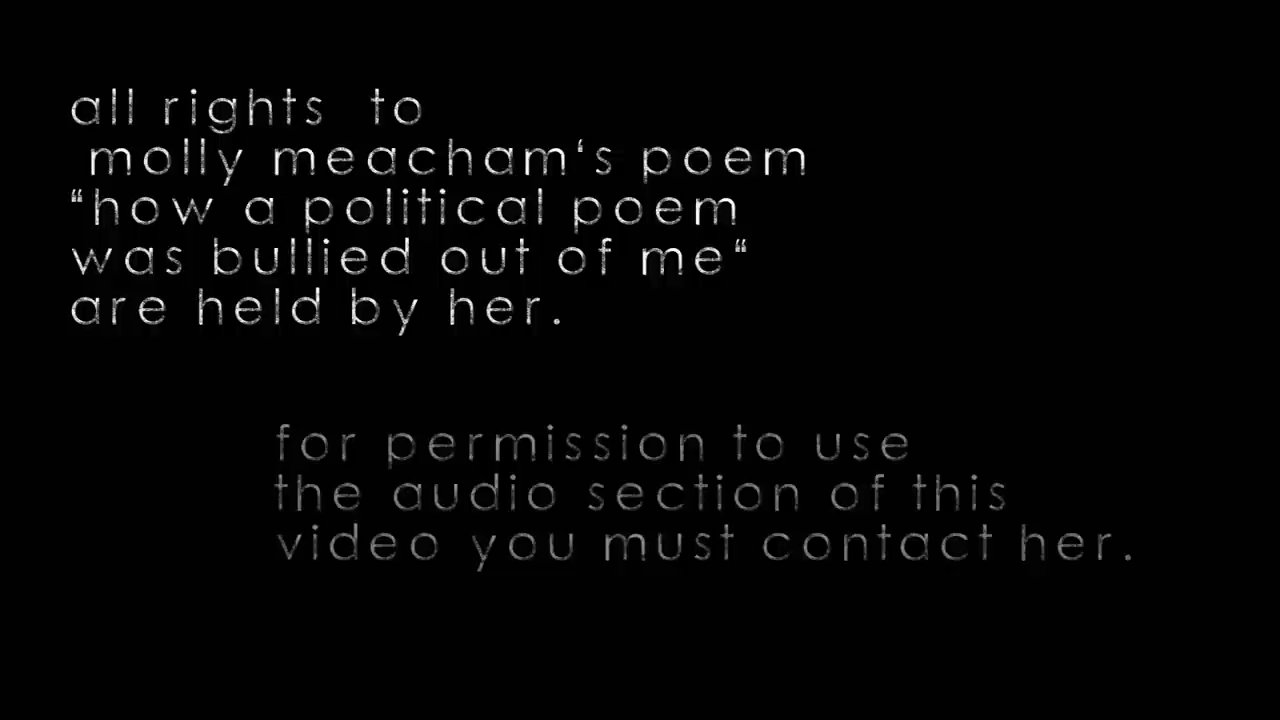 all rights to
molly meacham‘s poem
“how a political poem
was bullied out of me“
are held by her.
for permission to use
the audio section of this
video you must contact her.